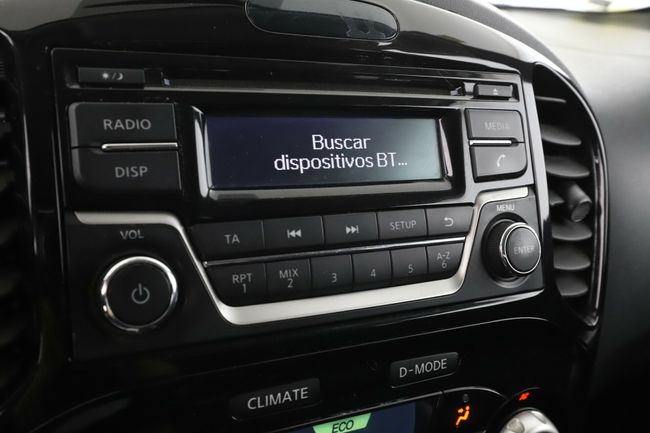 RADIO
MEDIA
DISP
Buscar
dispositivos BT...
VOL
MENU
TA
SETUP
ENTER
RPT
1
MIX
2
3
4
5
A-Z
6
D-MODE
CLIMATE
ECO